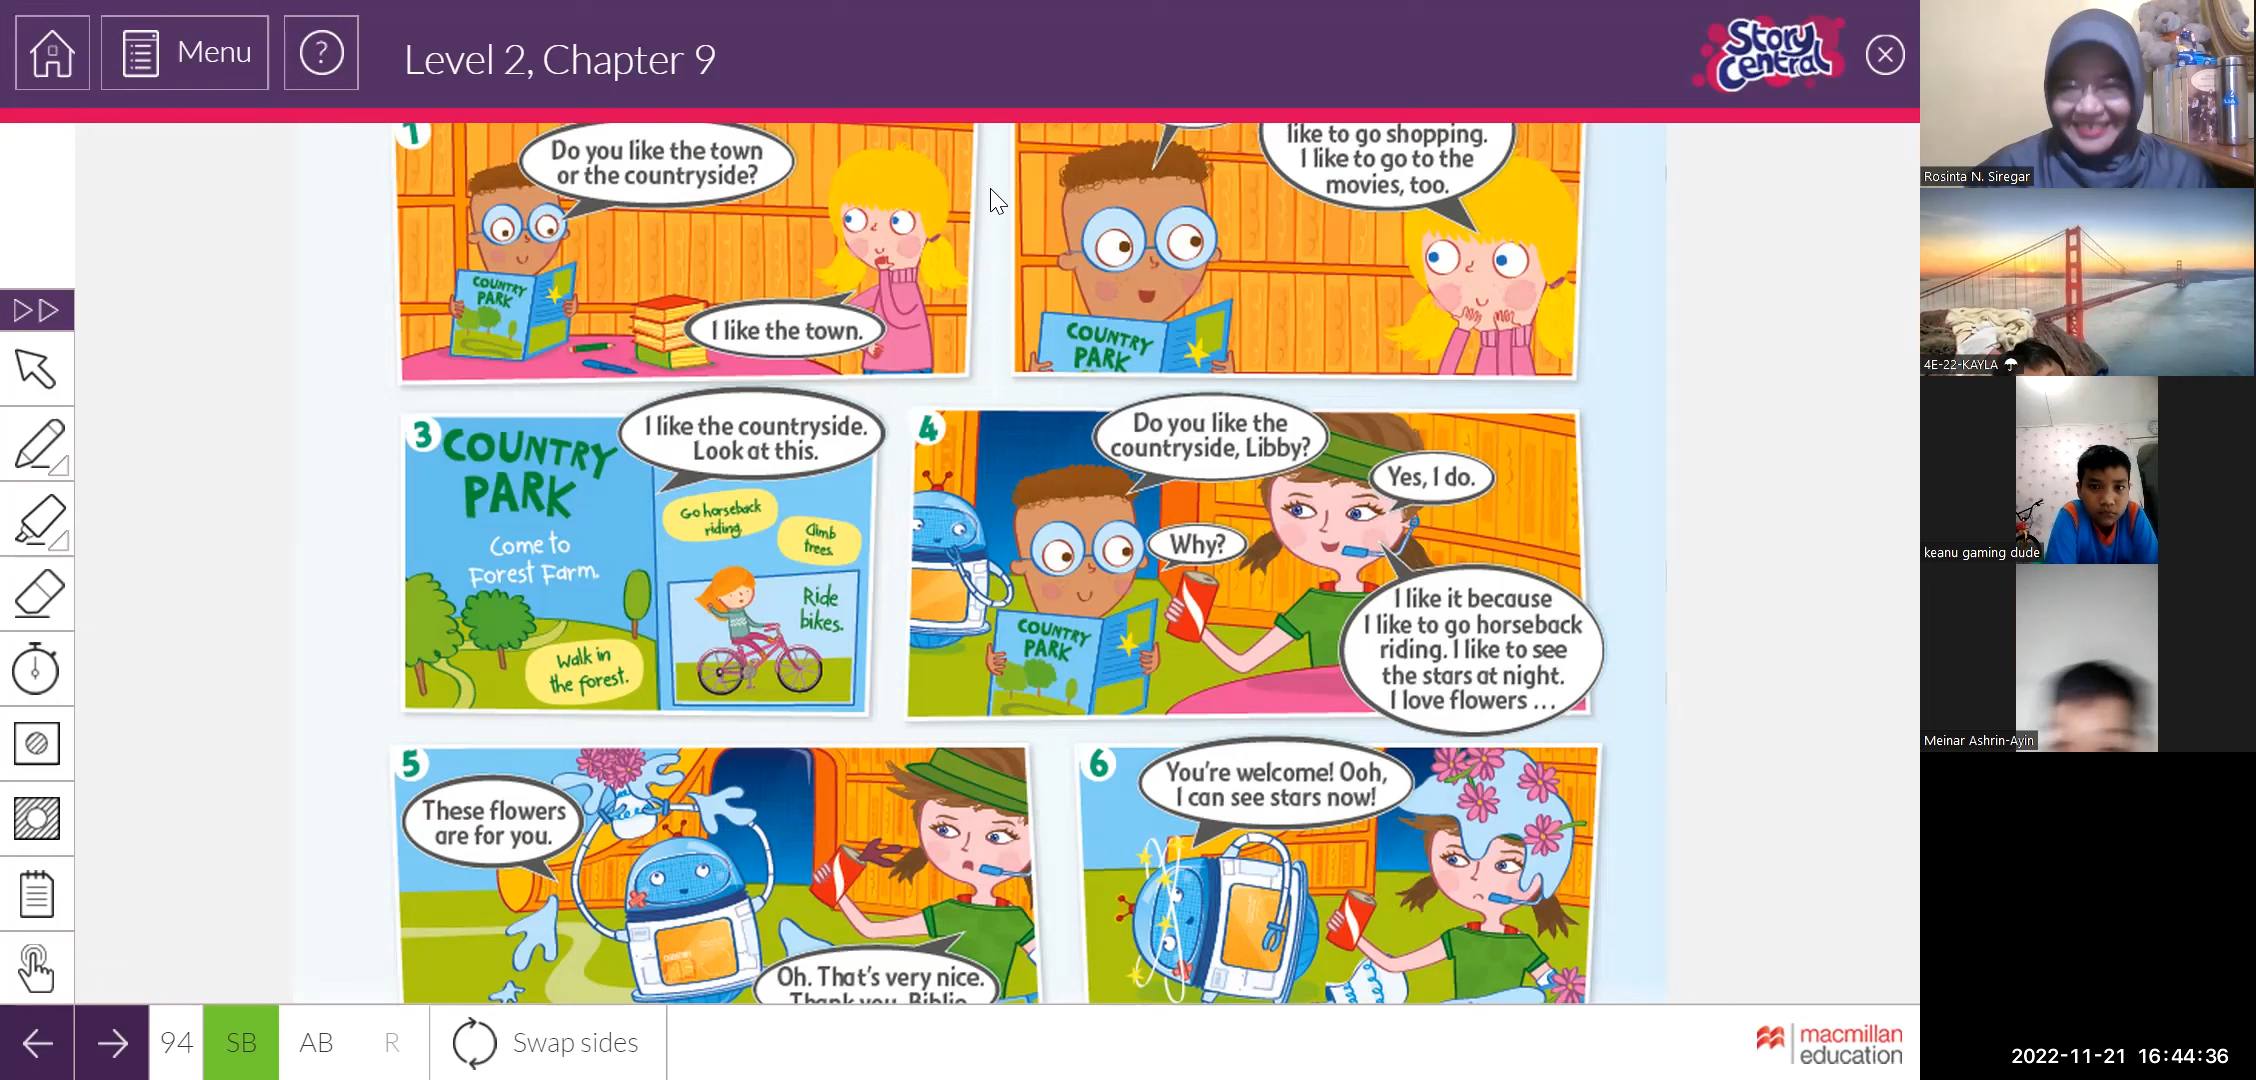 Menu
?
Level 2, Chapter 9
Story
Central
1
Do you like the town
or the countryside?
COUNTRY
PARK
I like the town.
like to go shopping.
I like to go to the
movies, too.
COUNTRY
PARK
3
COUNTRY
PARK
Come to
Forest Farm.
Walk in
the forest.
I like the countryside.
Look at this.
Go horseback
riding.
Climb
trees.
Ride
bikes.
4
Do you like the
countryside, Libby?
Yes, I do.
Why?
COUNTRY
PARK
I like it because
I like to go horseback
riding. I like to see
the stars at night.
I love flowers ...
5
These flowers
are for you.
Oh. That's very nice.
Thank you, Biblio.
6
You're welcome! Ooh,
I can see stars now!
94
SB
AB
R
Swap sides
macmillan
education
Rosinta N. Siregar
4E-22-KAYLA
keanu gaming dude
Meinar Ashrin-Ayin
2022-11-21 16:44:36